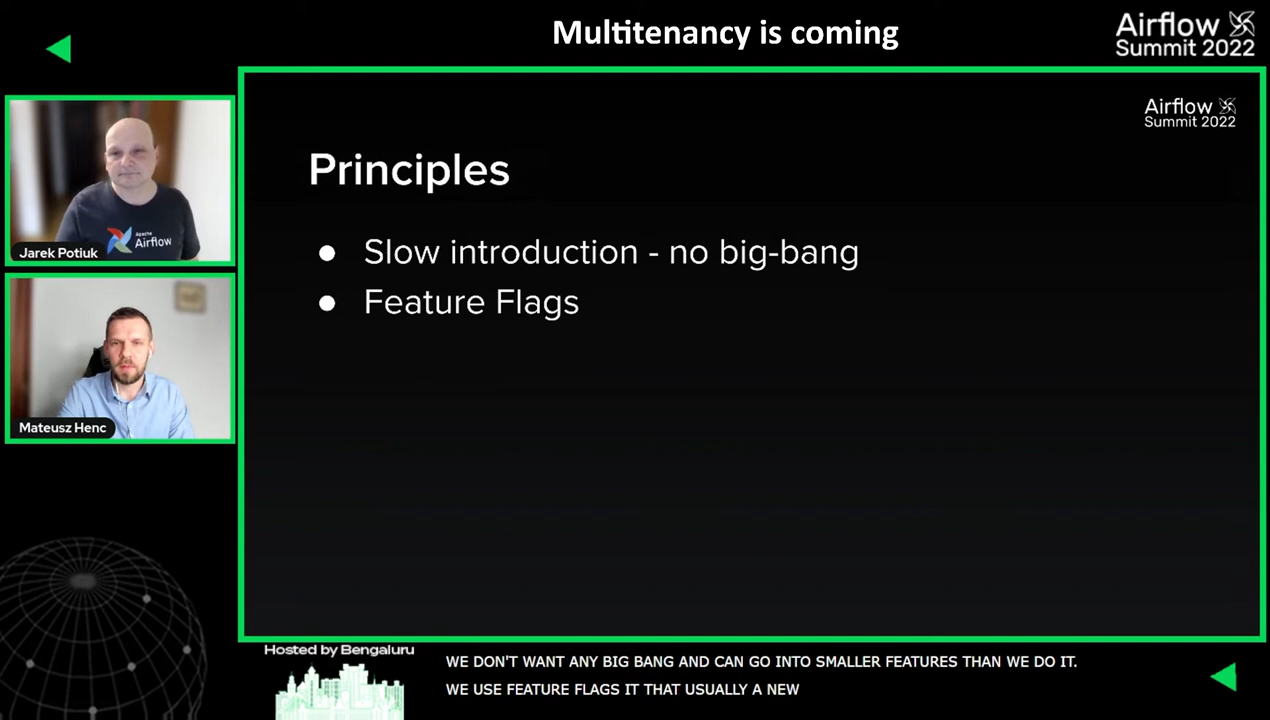 Multitenancy is coming
Airflow
Summit 2022
Airflow
Summit 2022
Principles
Slow introduction - no big-bang
Feature Flags
Apache
Airflow
Jarek Potiuk
Mateusz Henc
Hosted by Bengaluru
WE DON'T WANT ANY BIG BANG AND CAN GO INTO SMALLER FEATURES THAN WE DO IT.
WE USE FEATURE FLAGS IT THAT USUALLY A NEW